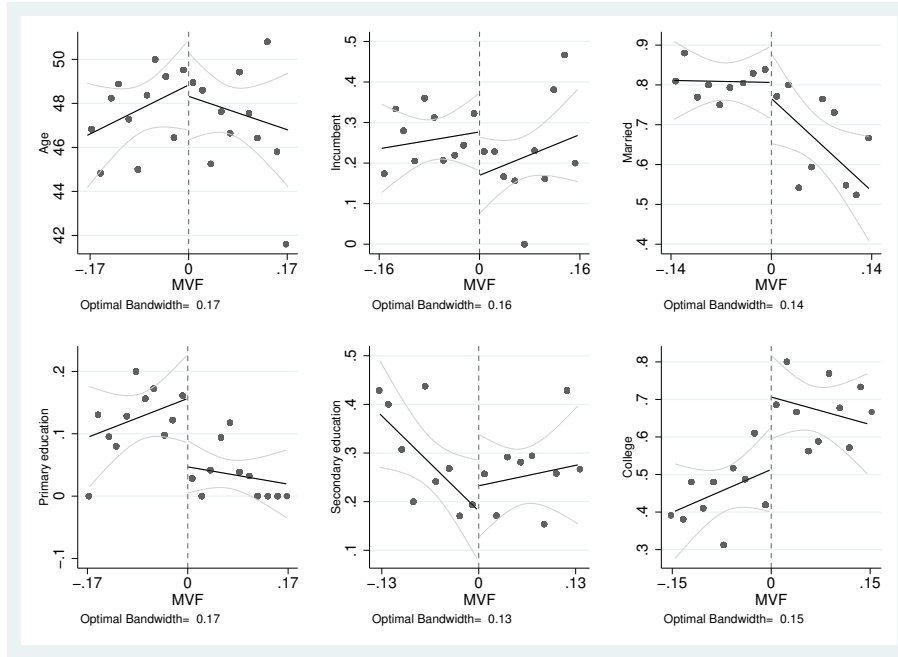 Age
50
48
46
44
42
−.17 0 .17
MVF
Optimal Bandwidth= 0.17
Incumbent
.5
.4
.3
.2
.1
0
−.16 0 .16
MVF
Optimal Bandwidth= 0.16
Married
.9
.8
.7
.6
.5
.4
−.14 0 .14
MVF
Optimal Bandwidth= 0.14
Primary education
.2
.1
0
−.1
−.17 0 .17
MVF
Optimal Bandwidth= 0.17
Secondary education
.5
.4
.3
.2
.1
−.13 0 .13
MVF
Optimal Bandwidth= 0.13
College
.8
.7
.6
.5
.4
.3
−.15 0 .15
MVF
Optimal Bandwidth= 0.15